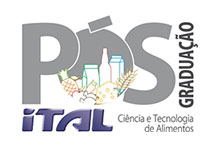 PÓS
GRADUAÇÃO
iTAL
Ciência e Tecnologia
de Alimentos